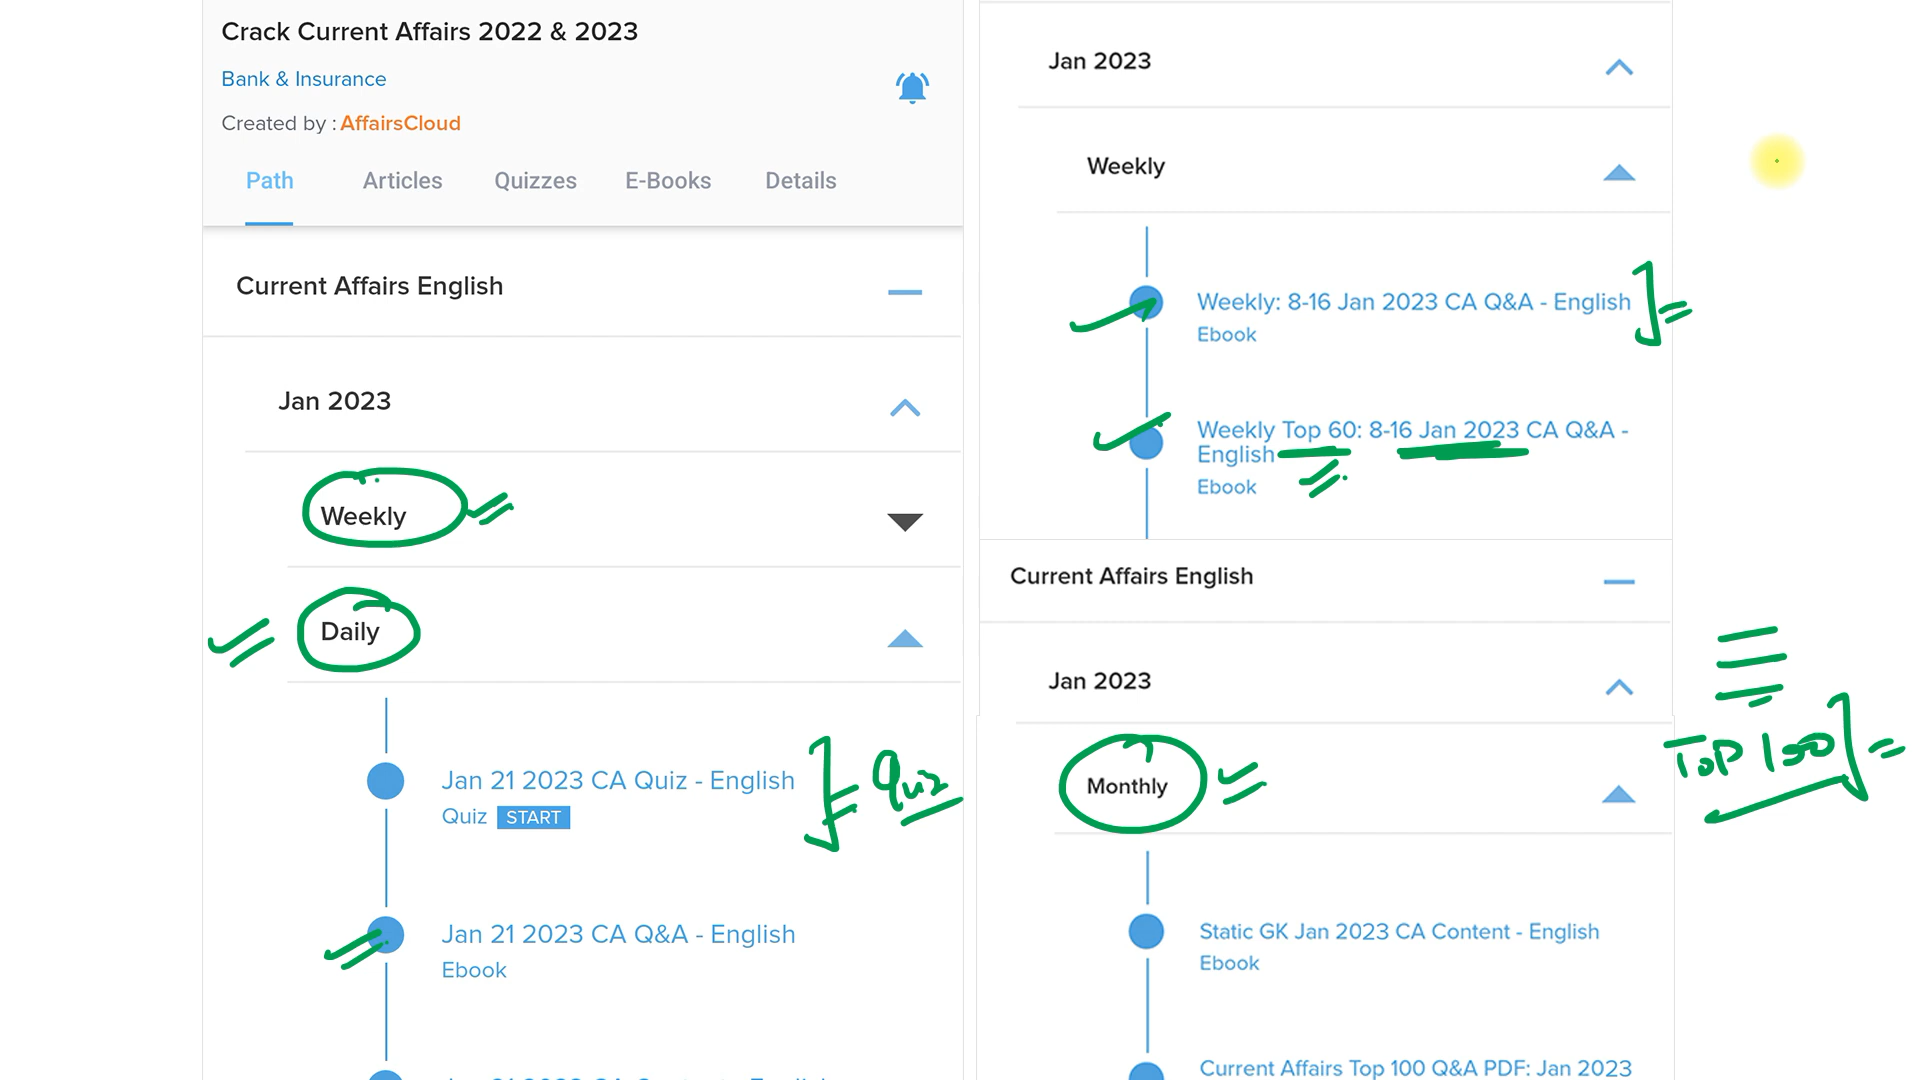 Crack Current Affairs 2022 & 2023
Bank & Insurance
Created by : AffairsCloud
Path Articles Quizzes E-Books Details
Current Affairs English
Jan 2023
Weekly
Daily
Jan 21 2023 CA Quiz - English
Quiz START
Quiz
Jan 21 2023 CA Q&A - English
Ebook
Jan 2023
Weekly
Weekly: 8-16 Jan 2023 CA Q&A - English
Ebook
Weekly Top 60: 8-16 Jan 2023 CA Q&A -
English
Ebook
Current Affairs English
Jan 2023
Monthly
Top 100
Static GK Jan 2023 CA Content - English
Ebook
Current Affairs Top 100 Q&A PDF: Jan 2023